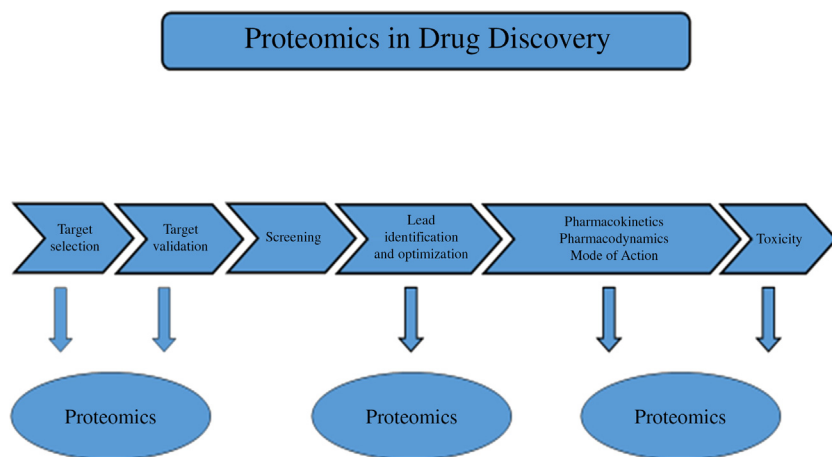 Proteomics in Drug Discovery
Target
selection
Target
validation
Screening
Lead
identification
and optimization
Pharmacokinetics
Pharmacodynamics
Mode of Action
Toxicity
Proteomics
Proteomics
Proteomics